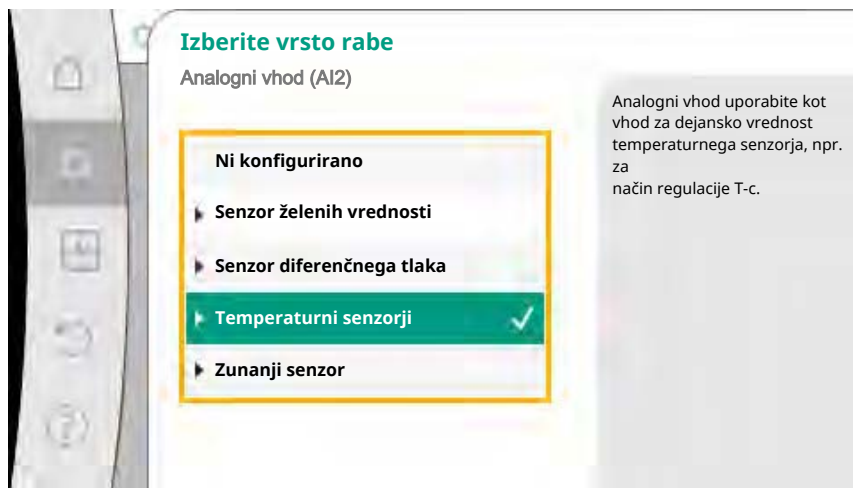 Izberite vrsto rabe
Analogni vhod (AI2)
Ni konfigurirano
Senzor želenih vrednosti
Senzor diferenčnega tlaka
Temperaturni senzorji
Zunanji senzor
Analogni vhod uporabite kot
vhod za dejansko vrednost
temperaturnega senzorja, npr.
za
način regulacije T-c.